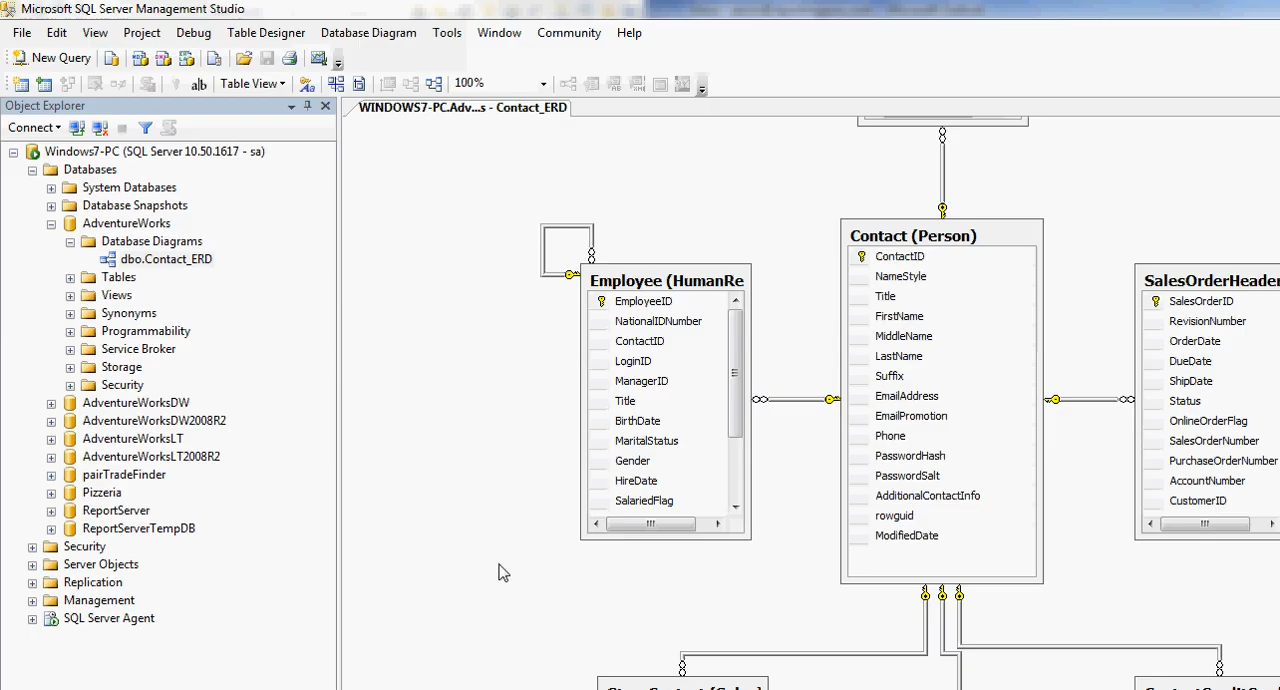 Microsoft SQL Server Management Studio
File Edit View Project Debug Table Designer Database Diagram Tools Window Community Help
New Query
Table View 100%
Object Explorer
WINDOWS7-PC.Adv...s - Contact_ERD
Connect
Windows7-PC (SQL Server 10.50.1617 - sa)
Databases
System Databases
Database Snapshots
AdventureWorks
Database Diagrams
dbo.Contact_ERD
Tables
Views
Synonyms
Programmability
Service Broker
Storage
Security
AdventureWorksDW
AdventureWorksDW2008R2
AdventureWorksLT
AdventureWorksLT2008R2
pairTradeFinder
Pizzeria
ReportServer
ReportServerTempDB
Security
Server Objects
Replication
Management
SQL Server Agent
Employee (HumanRe
EmployeeID
NationalIDNumber
ContactID
LoginID
ManagerID
Title
BirthDate
MaritalStatus
Gender
HireDate
SalariedFlag
Contact (Person)
ContactID
NameStyle
Title
FirstName
MiddleName
LastName
Suffix
EmailAddress
EmailPromotion
Phone
PasswordHash
PasswordSalt
AdditionalContactInfo
rowguid
ModifiedDate
SalesOrderHeader
SalesOrderID
RevisionNumber
OrderDate
DueDate
ShipDate
Status
OnlineOrderFlag
SalesOrderNumber
PurchaseOrderNumber
AccountNumber
CustomerID